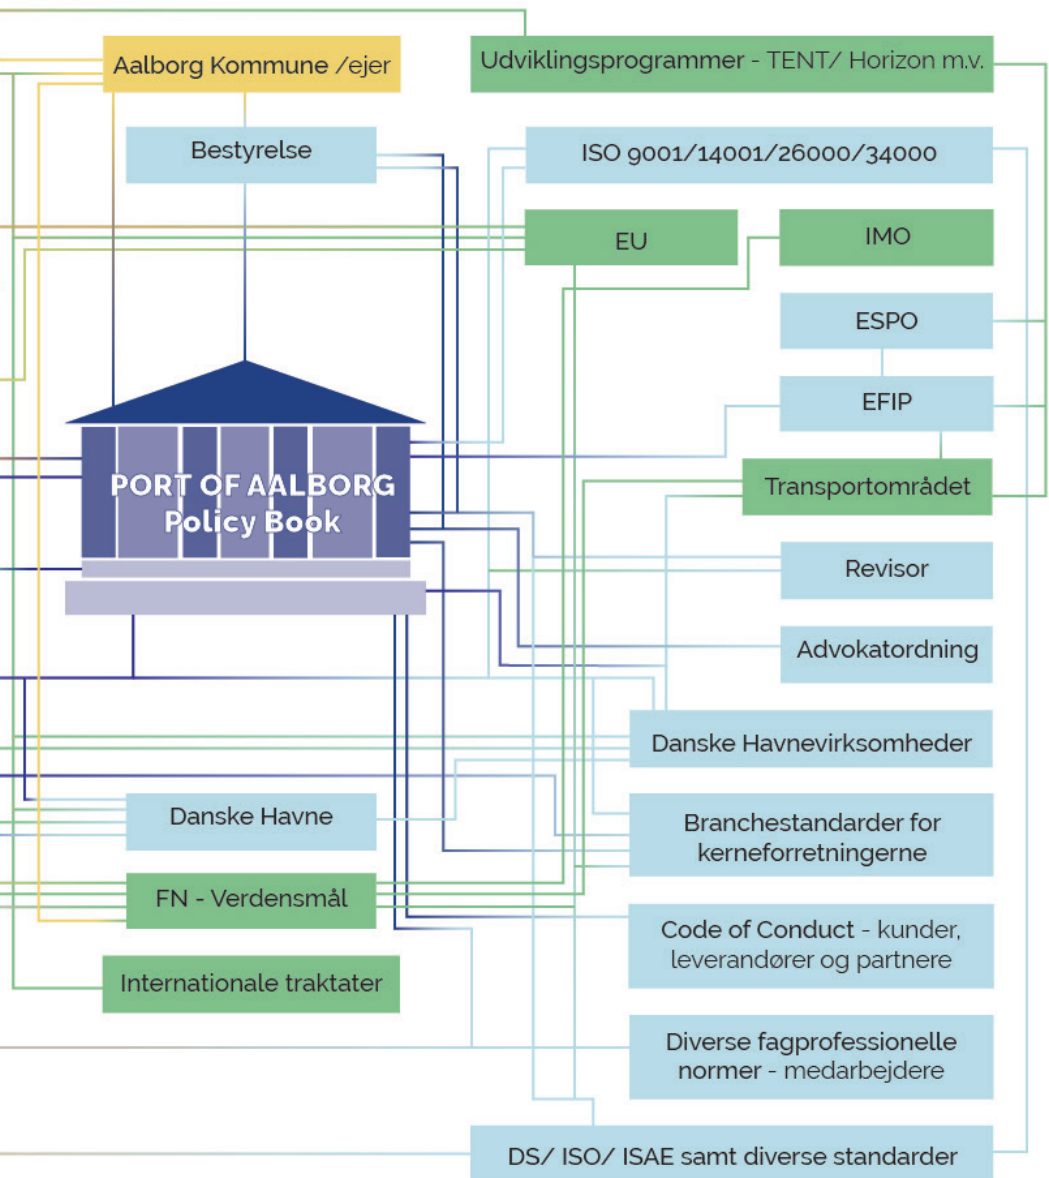 Aalborg Kommune /ejer
Udviklingsprogrammer - TENT/ Horizon m.v.
Bestyrelse
ISO 9001/14001/26000/34000
EU
IMO
ESPO
EFIP
PORT OF AALBORG
Policy Book
Transportområdet
Revisor
Advokatordning
Danske Havnevirksomheder
Danske Havne
Branchestandarder for
kerneforretningerne
FN - Verdensmål
Code of Conduct - kunder,
leverandører og partnere
Internationale traktater
Diverse fagprofessionelle
normer - medarbejdere
DS/ ISO/ ISAE samt diverse standarder